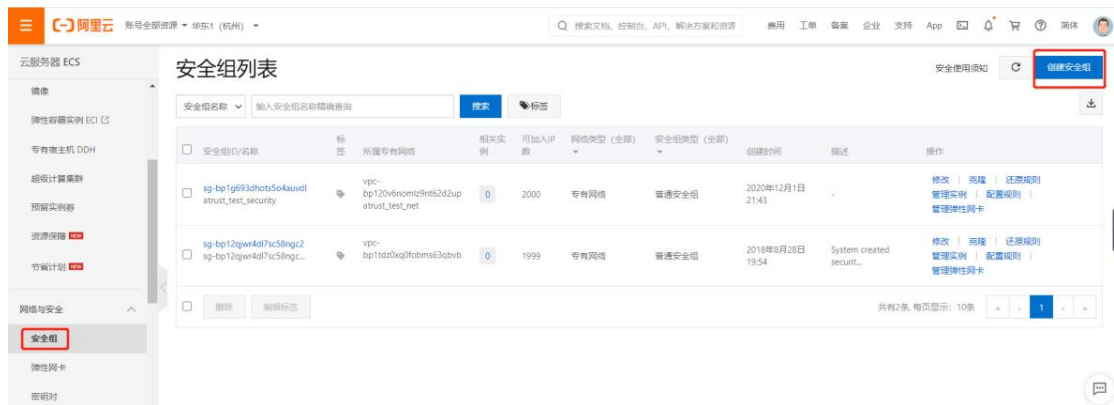 阿里云 账号全部资源 华东1 (杭州) 搜索文档、控制台、API、解决方案和资源 费用 工单 备案 企业 支持 App 简体
云服务器 ECS
镜像
弹性容器实例 ECI
专有宿主机 DDH
超级计算集群
预留实例券
资源保障 NEW
节省计划 NEW
网络与安全
安全组
弹性网卡
密钥对
安全组列表
安全使用须知
创建安全组
安全组名称 输入安全组名称精确查询 搜索 标签
安全组ID/名称 标签 所属专有网络 相关实例 可加入IP数 网络类型 (全部) 安全组类型 (全部) 创建时间 描述 操作
sg-bp1g693dhots5o4auvdl
atrust_test_security
vpc-
bp120v6nomlz9nt62d2up
atrust_test_net
0 2000 专有网络 普通安全组
2020年12月1日
21:43
-
修改 | 克隆 | 还原规则
管理实例 | 配置规则 |
管理弹性网卡
sg-bp12qjwr4dl7sc58ngc2
sg-bp12qjwr4dl7sc58ngc...
vpc-
bp1tdz0xq0fobms63qbvb
0 1999 专有网络 普通安全组
2018年8月28日
19:54
System created
securit...
修改 | 克隆 | 还原规则
管理实例 | 配置规则 |
管理弹性网卡
删除 编辑标签 共有2条, 每页显示: 10条 « ‹ 1 › »